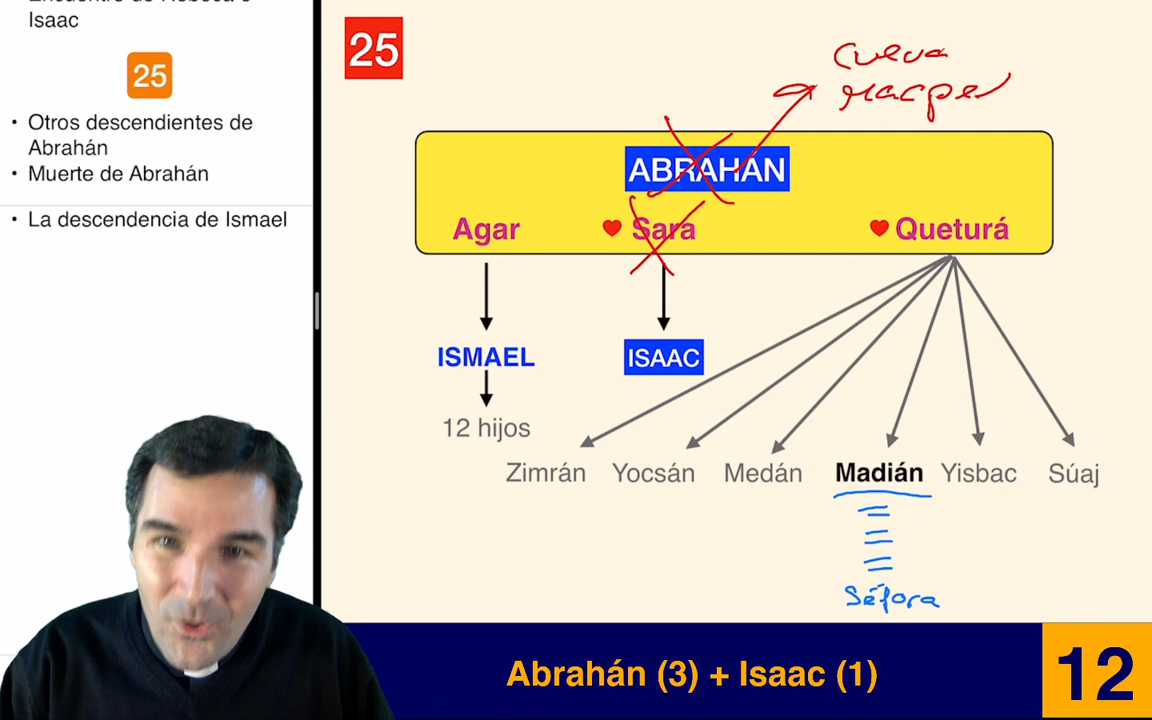 Isaac
25
• Otros descendientes de
Abrahán
• Muerte de Abrahán
• La descendencia de Ismael
25
Cueva
Macpel
ABRAHÁN
Agar
Sara
Queturá
ISMAEL
ISAAC
12 hijos
Zimrán
Yocsán
Medán
Madián
Yisbac
Súaj
Séfora
Abrahán (3) + Isaac (1)
12